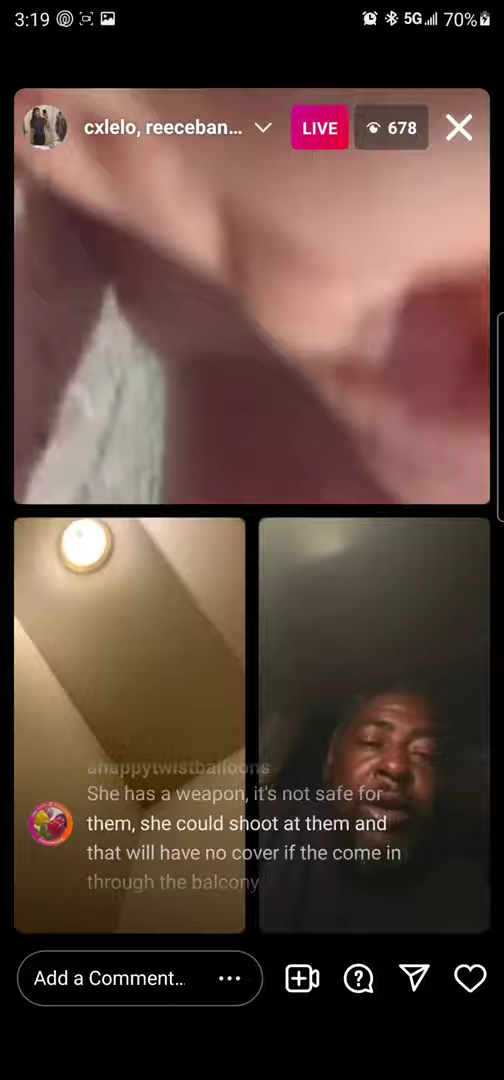 3:19 5G 70%
cxlelo, reeceban... LIVE 678
ahappytwistballoons
She has a weapon, it's not safe for
them, she could shoot at them and
that will have no cover if the come in
through the balcony
Add a Comment...